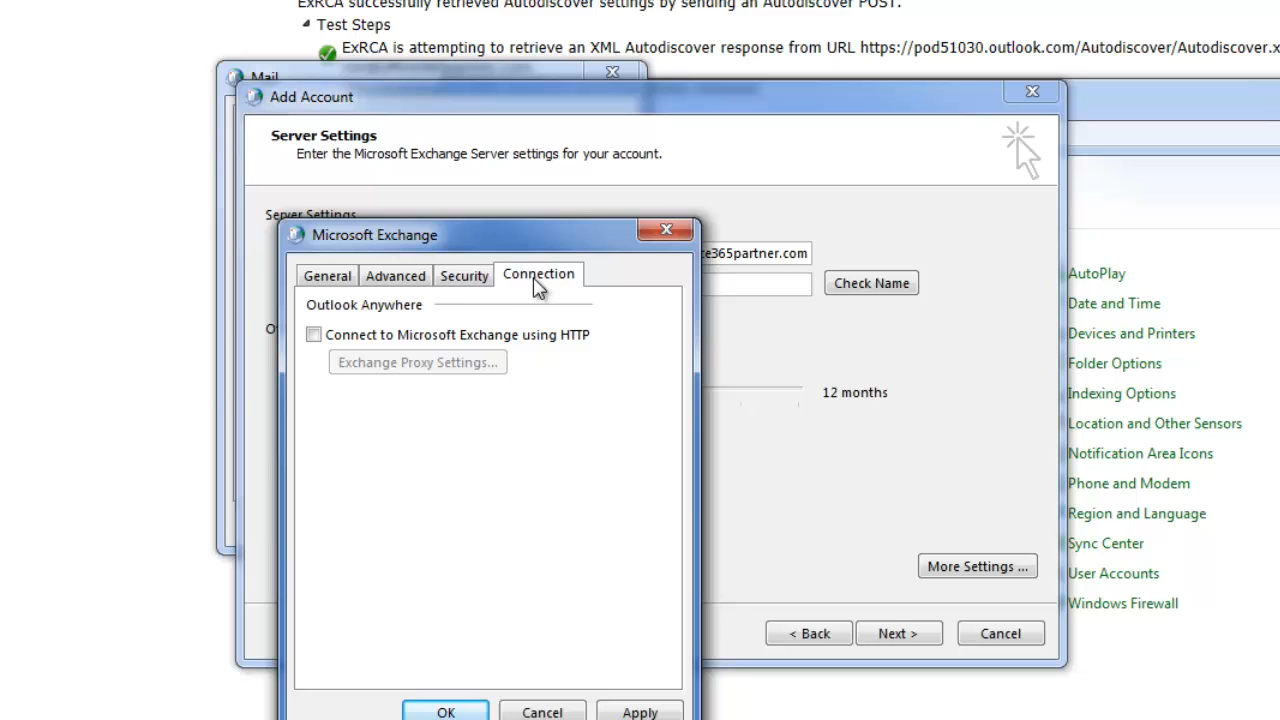 ExRCA successfully retrieved Autodiscover settings by sending an Autodiscover POST.
Test Steps
ExRCA is attempting to retrieve an XML Autodiscover response from URL https://pod51030.outlook.com/Autodiscover/Autodiscover.x
Mail
Add Account
Server Settings
Enter the Microsoft Exchange Server settings for your account.
Server Settings
ce365partner.com
Check Name
12 months
More Settings ...
< Back
Next >
Cancel
Microsoft Exchange
General
Advanced
Security
Connection
Outlook Anywhere
Connect to Microsoft Exchange using HTTP
Exchange Proxy Settings...
OK
Cancel
Apply
AutoPlay
Date and Time
Devices and Printers
Folder Options
Indexing Options
Location and Other Sensors
Notification Area Icons
Phone and Modem
Region and Language
Sync Center
User Accounts
Windows Firewall